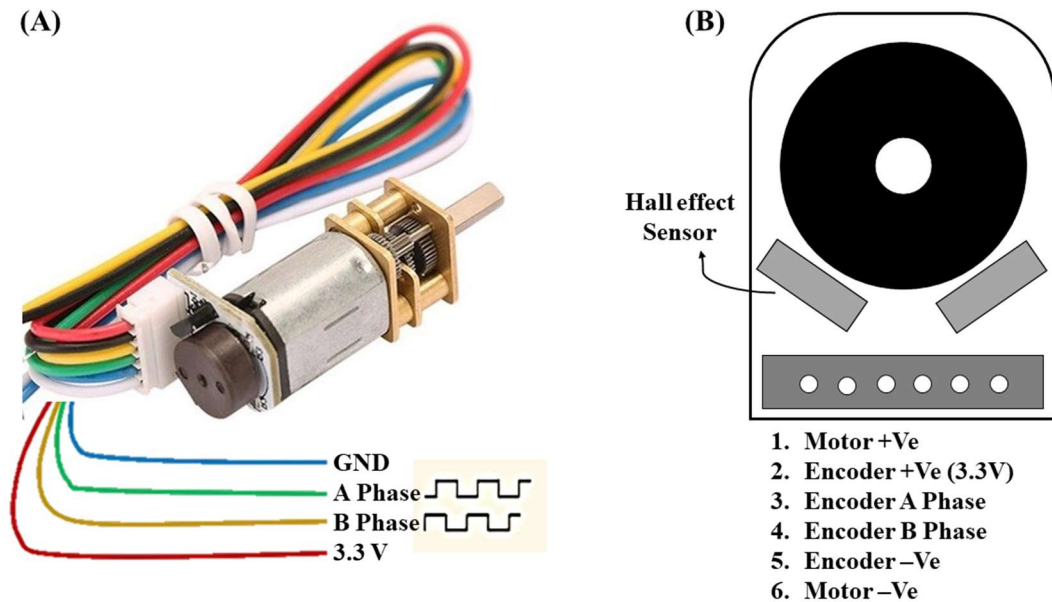 (A)
GND
A Phase
B Phase
3.3 V
(B)
Hall effect
Sensor
1. Motor +Ve
2. Encoder +Ve (3.3V)
3. Encoder A Phase
4. Encoder B Phase
5. Encoder –Ve
6. Motor –Ve